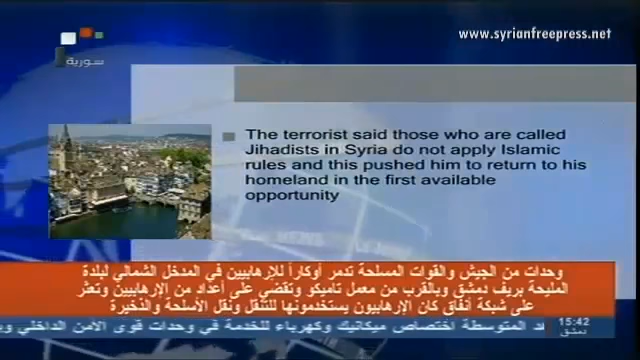 www.syrianfreepress.net
سورية
The terrorist said those who are called
Jihadists in Syria do not apply Islamic
rules and this pushed him to return to his
homeland in the first available
opportunity
وحدات من الجيش والقوات المسلحة تدمر أوكاراً للإرهابيين في المدخل الشمالي لبلدة
المليحة بريف دمشق وبالقرب من معمل تاميكو وتقضي على أعداد من الإرهابيين وتعثر
على شبكة أنفاق كان الإرهابيون يستخدمونها للتنقل ونقل الأسلحة والذخيرة
15:42
دمشق
المتوسطة اختصاص ميكانيك وكهرباء للخدمة في وحدات قوى الأمن الداخلي